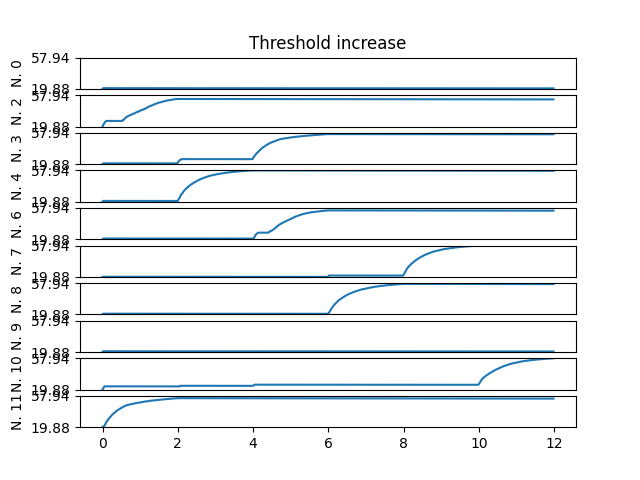 Threshold increase
57.94
N. 0
19.88
57.94
N. 2
19.88
57.94
N. 3
19.88
57.94
N. 4
19.88
57.94
N. 6
19.88
57.94
N. 7
19.88
57.94
N. 8
19.88
57.94
N. 9
19.88
57.94
N. 10
19.88
57.94
N. 11
19.88
0 2 4 6 8 10 12